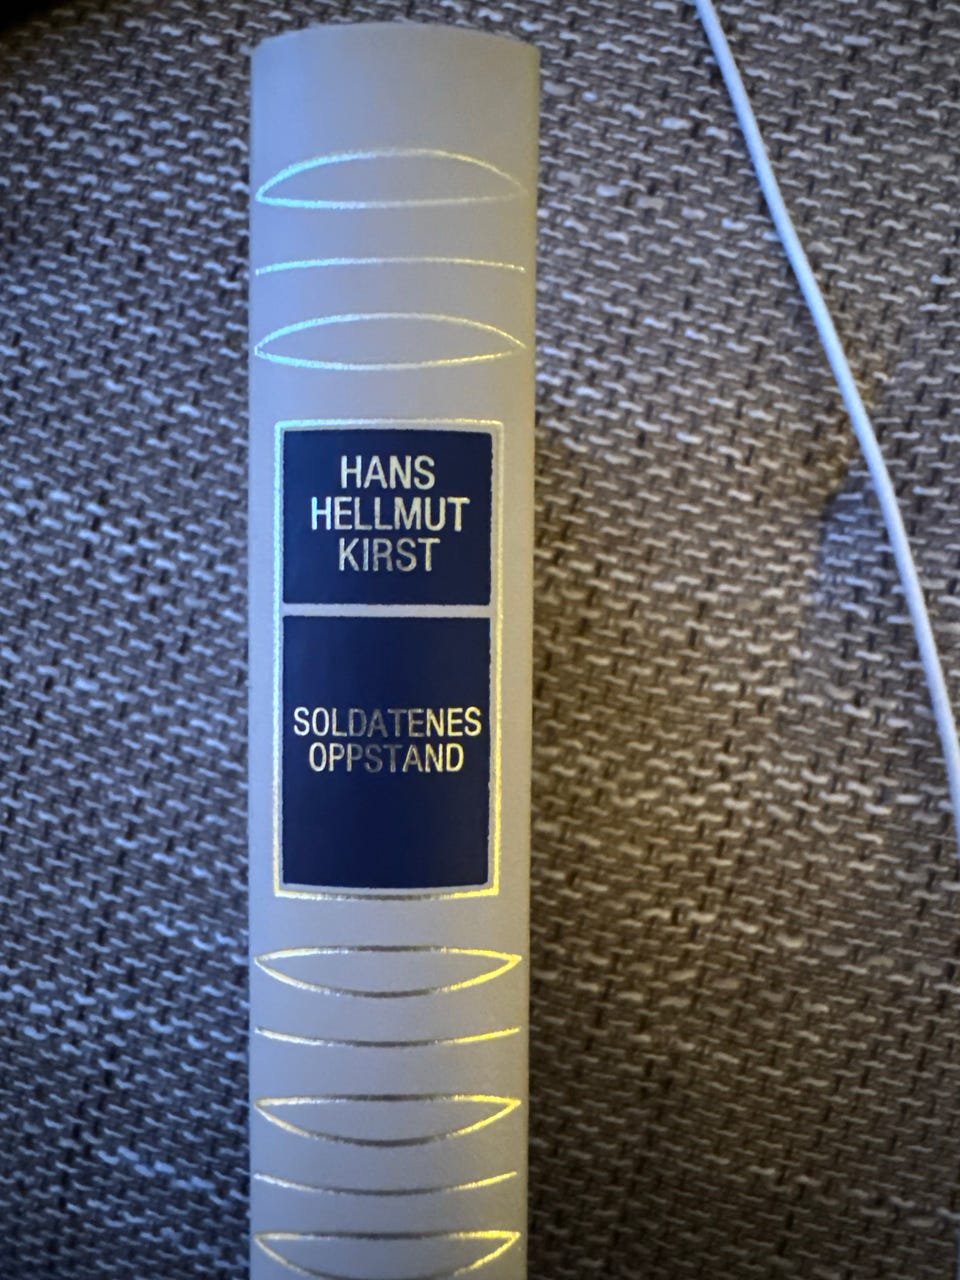 HANS
HELLMUT
KIRST
SOLDATENES
OPPSTAND